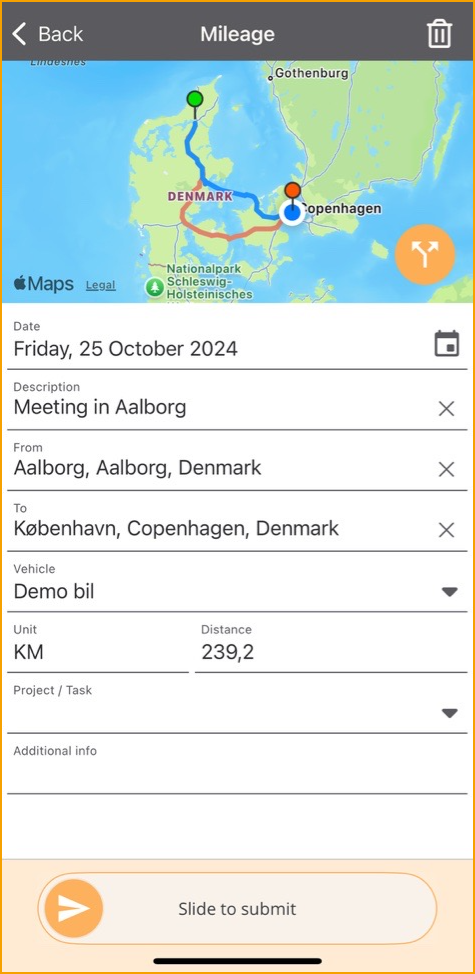 Back
Mileage
Lindesnes
Gothenburg
DENMARK
Copenhagen
Nationalpark
Schleswig-
Holsteinisches
Maps
Legal
Date
Friday, 25 October 2024
Description
Meeting in Aalborg
From
Aalborg, Aalborg, Denmark
To
København, Copenhagen, Denmark
Vehicle
Demo bil
Unit
Distance
KM
239,2
Project / Task
Additional info
Slide to submit